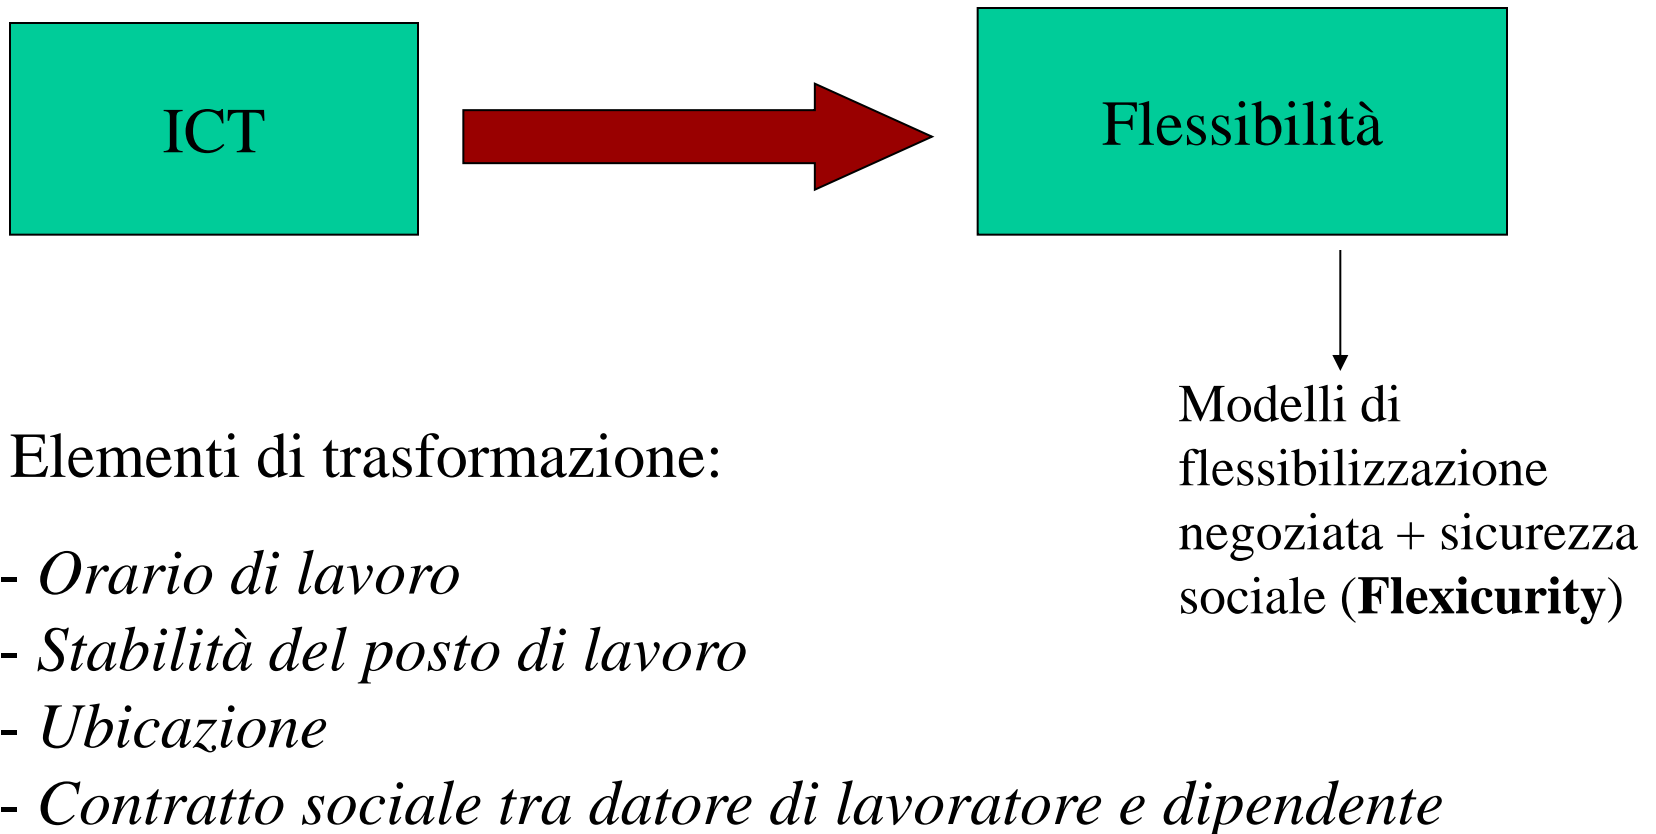 ICT
Flessibilità
Modelli di
flessibilizzazione
negoziata + sicurezza
sociale (Flexicurity)
Elementi di trasformazione:
- Orario di lavoro
- Stabilità del posto di lavoro
- Ubicazione
- Contratto sociale tra datore di lavoratore e dipendente